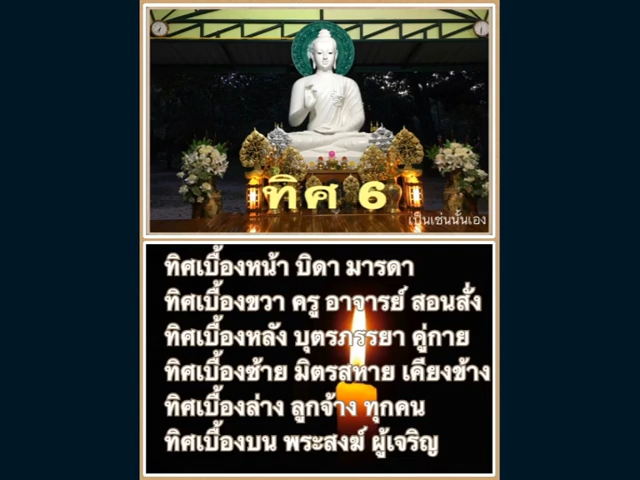 ทิศ 6
เป็นเช่นนั้นเอง
ทิศเบื้องหน้า บิดา มารดา
ทิศเบื้องขวา ครู อาจารย์ สอนสั่ง
ทิศเบื้องหลัง บุตรภรรยา คู่กาย
ทิศเบื้องซ้าย มิตรสหาย เคียงข้าง
ทิศเบื้องล่าง ลูกจ้าง ทุกคน
ทิศเบื้องบน พระสงฆ์ ผู้เจริญ